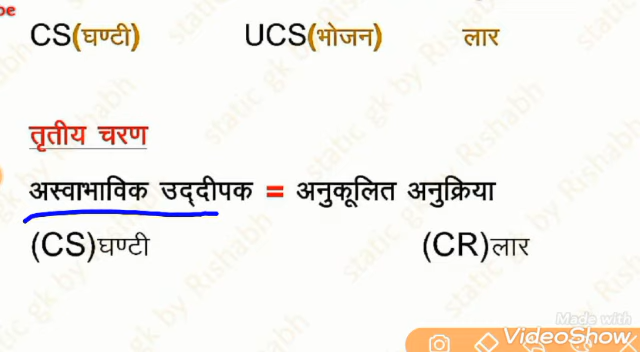 be
CS(घण्टी) UCS(भोजन) लार
तृतीय चरण
अस्वाभाविक उद्दीपक = अनुकूलित अनुक्रिया
(CS)घण्टी (CR)लार
static gk by Rishabh
Made with
VideoShow